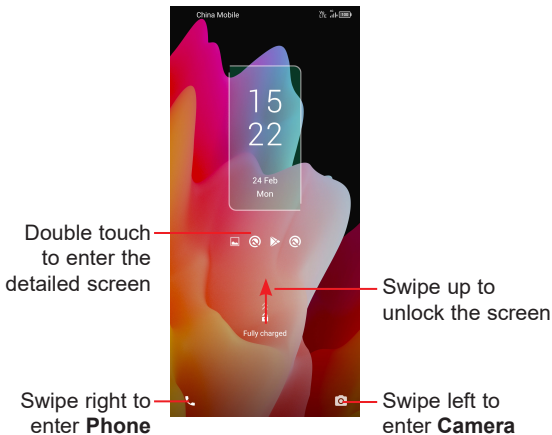 China Mobile
15
22
24 Feb
Mon
Double touch
to enter the
detailed screen
Swipe up to
unlock the screen
Fully charged
Swipe right to
enter Phone
Swipe left to
enter Camera